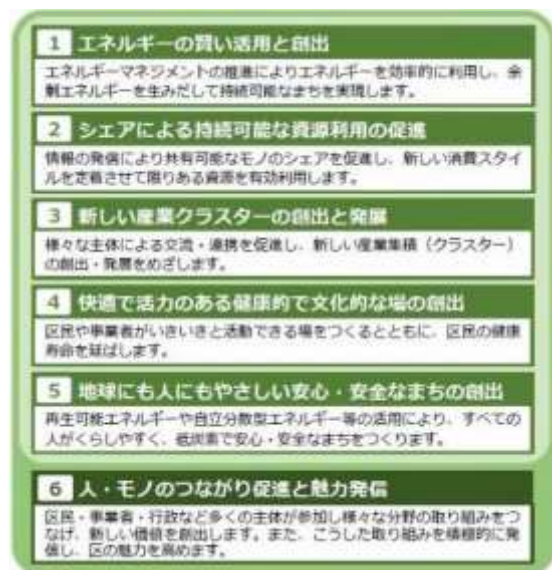 1 エネルギーの賢い活用と創出
エネルギーマネジメントの推進によりエネルギーを効率的に利用し、余
剰エネルギーを生みだして持続可能なまちを実現します。
2 シェアによる持続可能な資源利用の促進
情報の発信により共有可能なモノのシェアを促進し、新しい消費スタイ
ルを定着させて限りある資源を有効利用します。
3 新しい産業クラスターの創出と発展
様々な主体による交流・連携を促進し、新しい産業集積（クラスター）
の創出・発展をめざします。
4 快適で活力のある健康的で文化的な場の創出
区民や事業者がいきいきと活動できる場をつくるとともに、区民の健康
寿命を延ばします。
5 地球にも人にもやさしい安心・安全なまちの創出
再生可能エネルギーや自立分散型エネルギー等の活用により、すべての
人がくらしやすく、低炭素で安心・安全なまちをつくります。
6 人・モノのつながり促進と魅力発信
区民・事業者・行政など多くの主体が参加し様々な分野の取り組みをつ
なげ、新しい価値を創出します。また、こうした取り組みを積極的に発
信し、区の魅力を高めます。